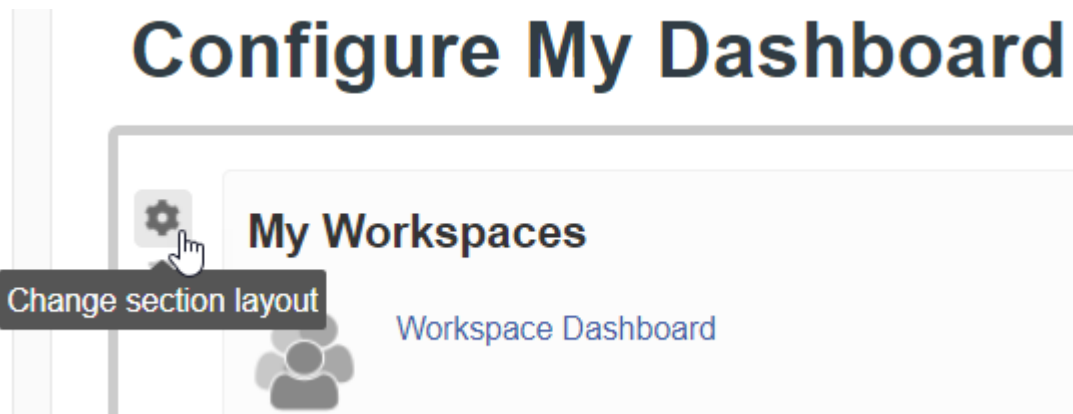 Configure My Dashboard
My Workspaces
Change section layout
Workspace Dashboard